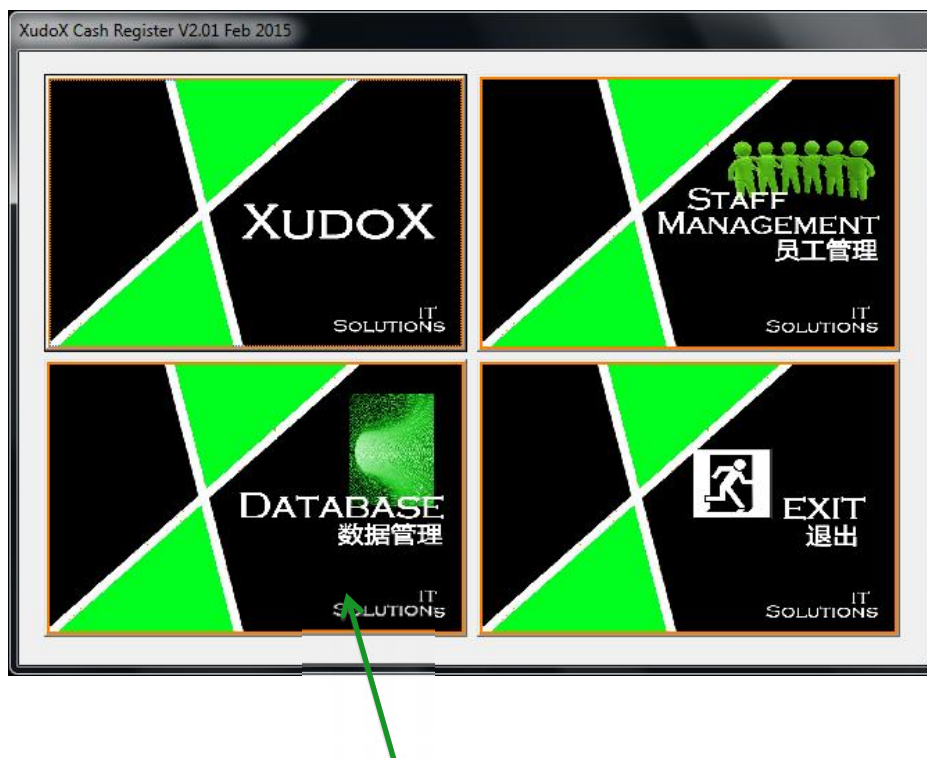 XudoX Cash Register V2.01 Feb 2015
XUDOX
IT
SOLUTIONS
STAFF
MANAGEMENT
员工管理
IT
SOLUTIONS
DATABASE
数据管理
IT
SOLUTIONS
EXIT
退出
IT
SOLUTIONS